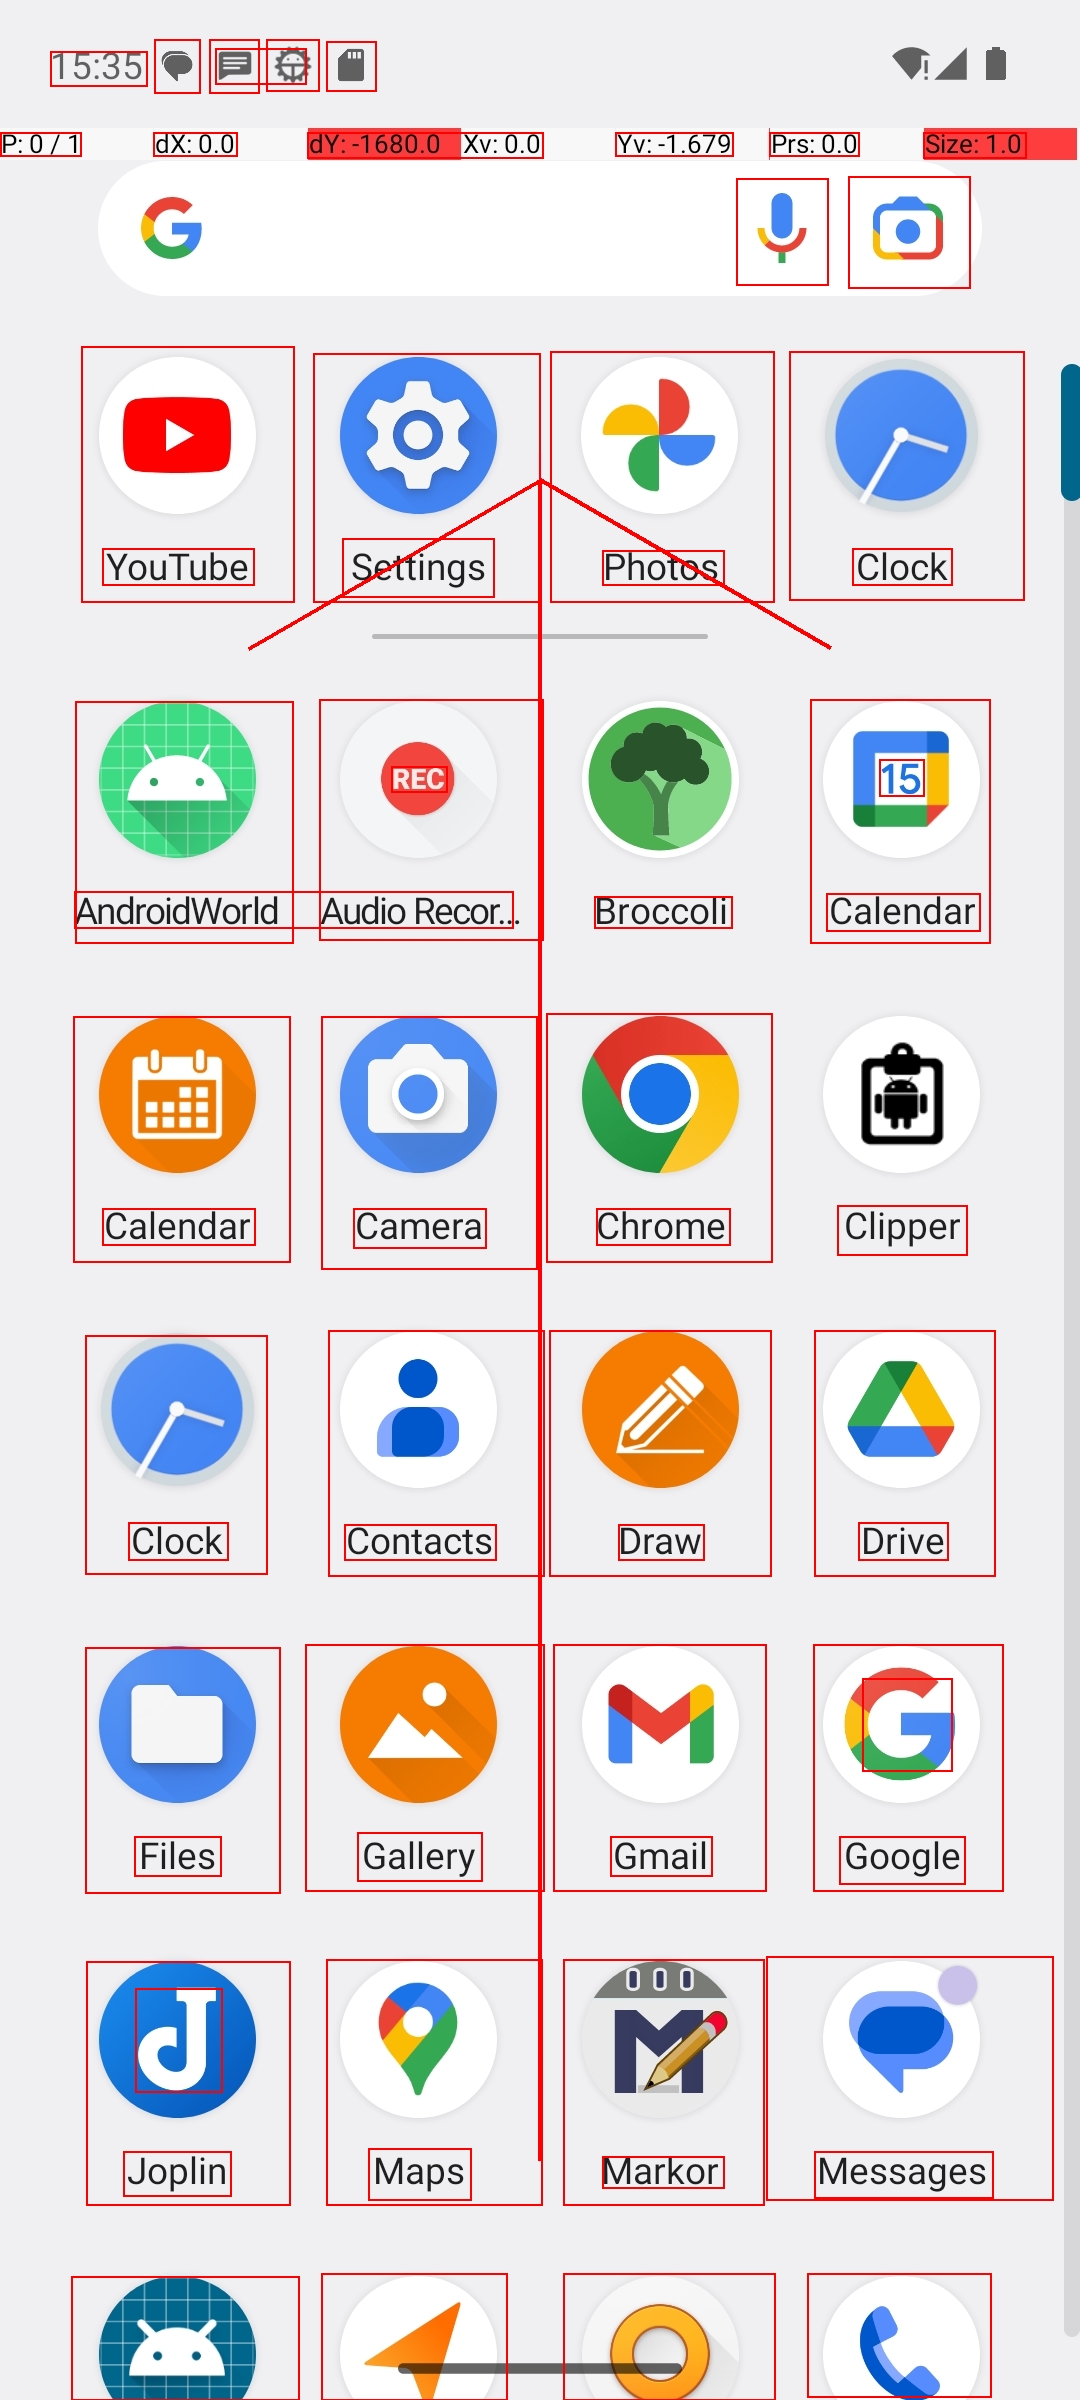 15:35
P: 0 / 1 dX: 0.0 dY: -1680.0 Xv: 0.0 Yv: -1.679 Prs: 0.0 Size: 1.0
YouTube Settings Photos Clock
REC 15
AndroidWorld Audio Recor... Broccoli Calendar
Calendar Camera Chrome Clipper
Clock Contacts Draw Drive
Files Gallery Gmail Google
Joplin Maps Markor Messages